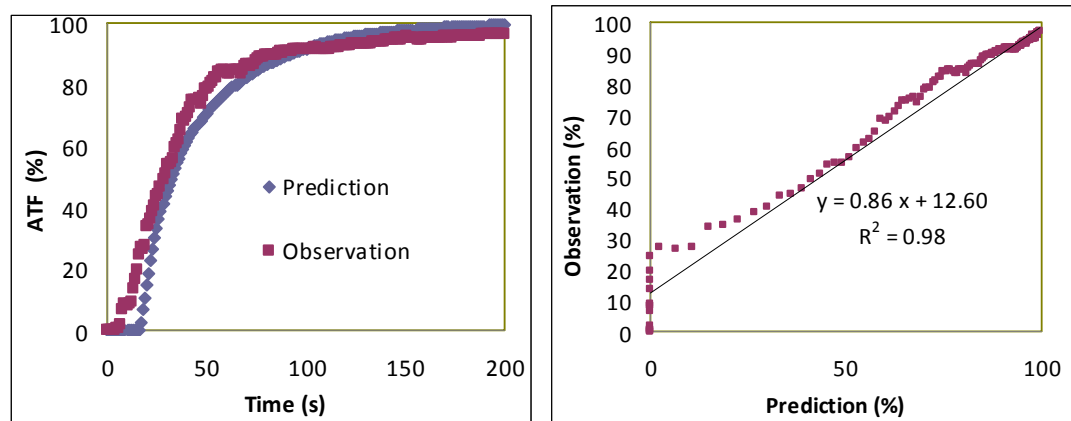 100
80
60
40
20
0
ATF (%)
Prediction
Observation
0 50 100 150 200
Time (s)
100
90
80
70
60
50
40
30
20
10
0
Observation (%)
y = 0.86 x + 12.60
R² = 0.98
0 50 100
Prediction (%)